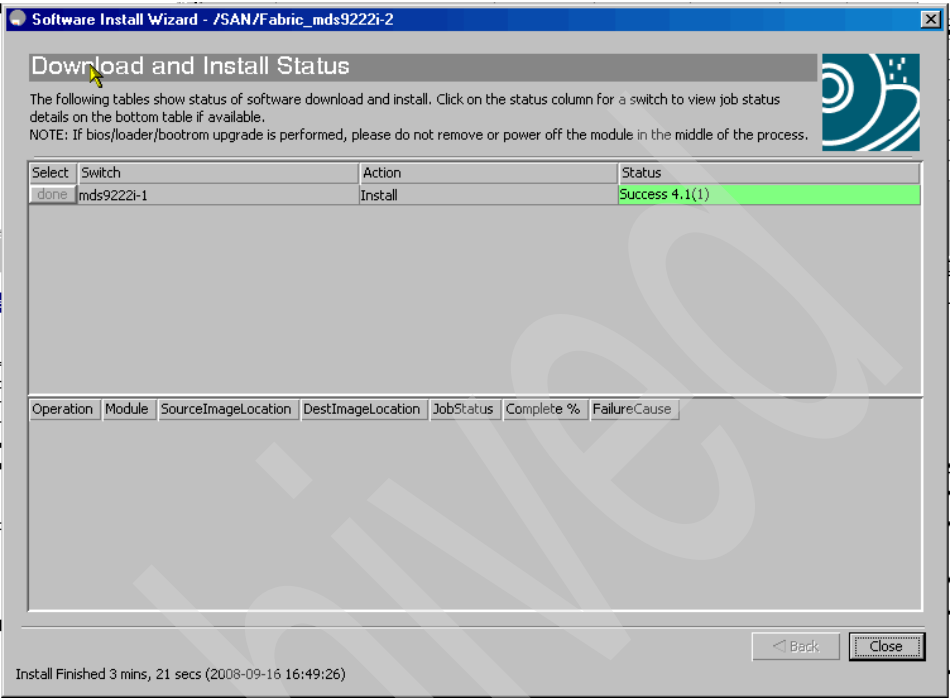 Software Install Wizard - /SAN/Fabric_mds9222i-2
Download and Install Status
The following tables show status of software download and install. Click on the status column for a switch to view job status
details on the bottom table if available.
NOTE: If bios/loader/bootrom upgrade is performed, please do not remove or power off the module in the middle of the process.
Select Switch Action Status
done mds9222i-1 Install Success 4.1(1)
Operation Module SourceImageLocation DestImageLocation JobStatus Complete % FailureCause
Back Close
Install Finished 3 mins, 21 secs (2008-09-16 16:49:26)
hived